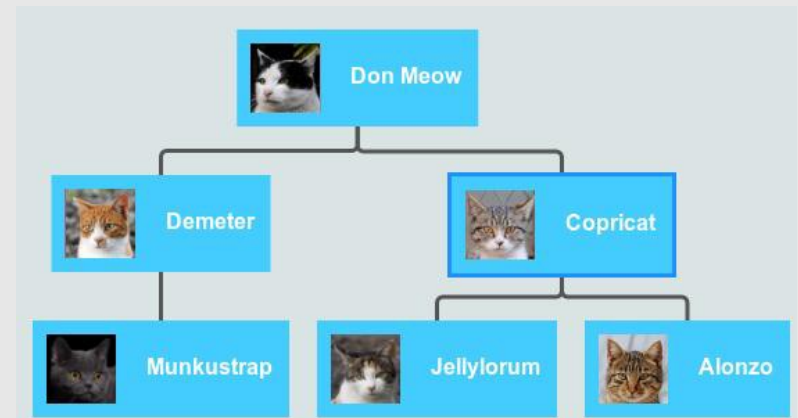 Don Meow
Demeter
Copricat
Munkustrap
Jellylorum
Alonzo